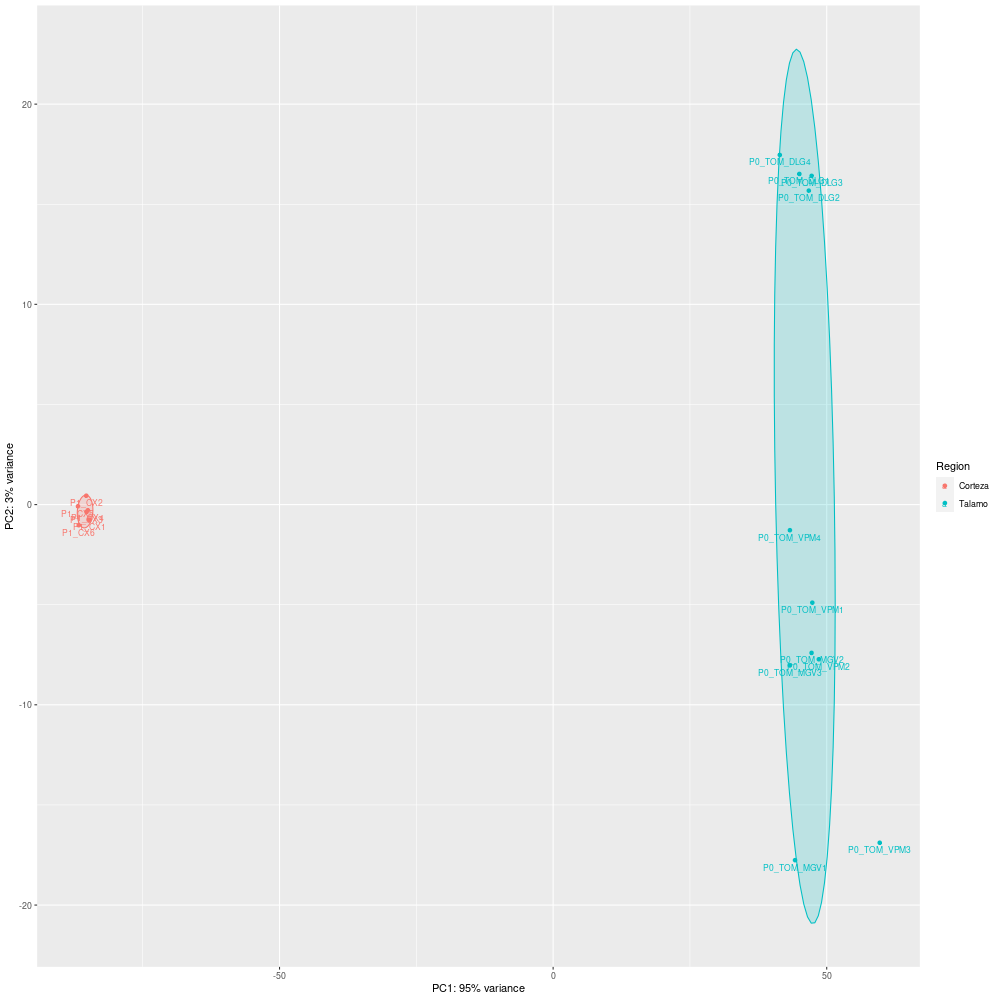 20
10
0
-10
-20
-50
0
50
PC1: 95% variance
PC2: 3% variance
P0_TOM_DLG4
P0_TOM_DLG3
P0_TOM_DLG2
P0_TOM_VPM4
P0_TOM_VPM1
P0_TOM_MGV2
P0_TOM_VPM2
P0_TOM_MGV3
P0_TOM_VPM3
P0_TOM_MGV1
P1_CX2
P1_CX1
P1_CX6
Region
Corteza
Talamo